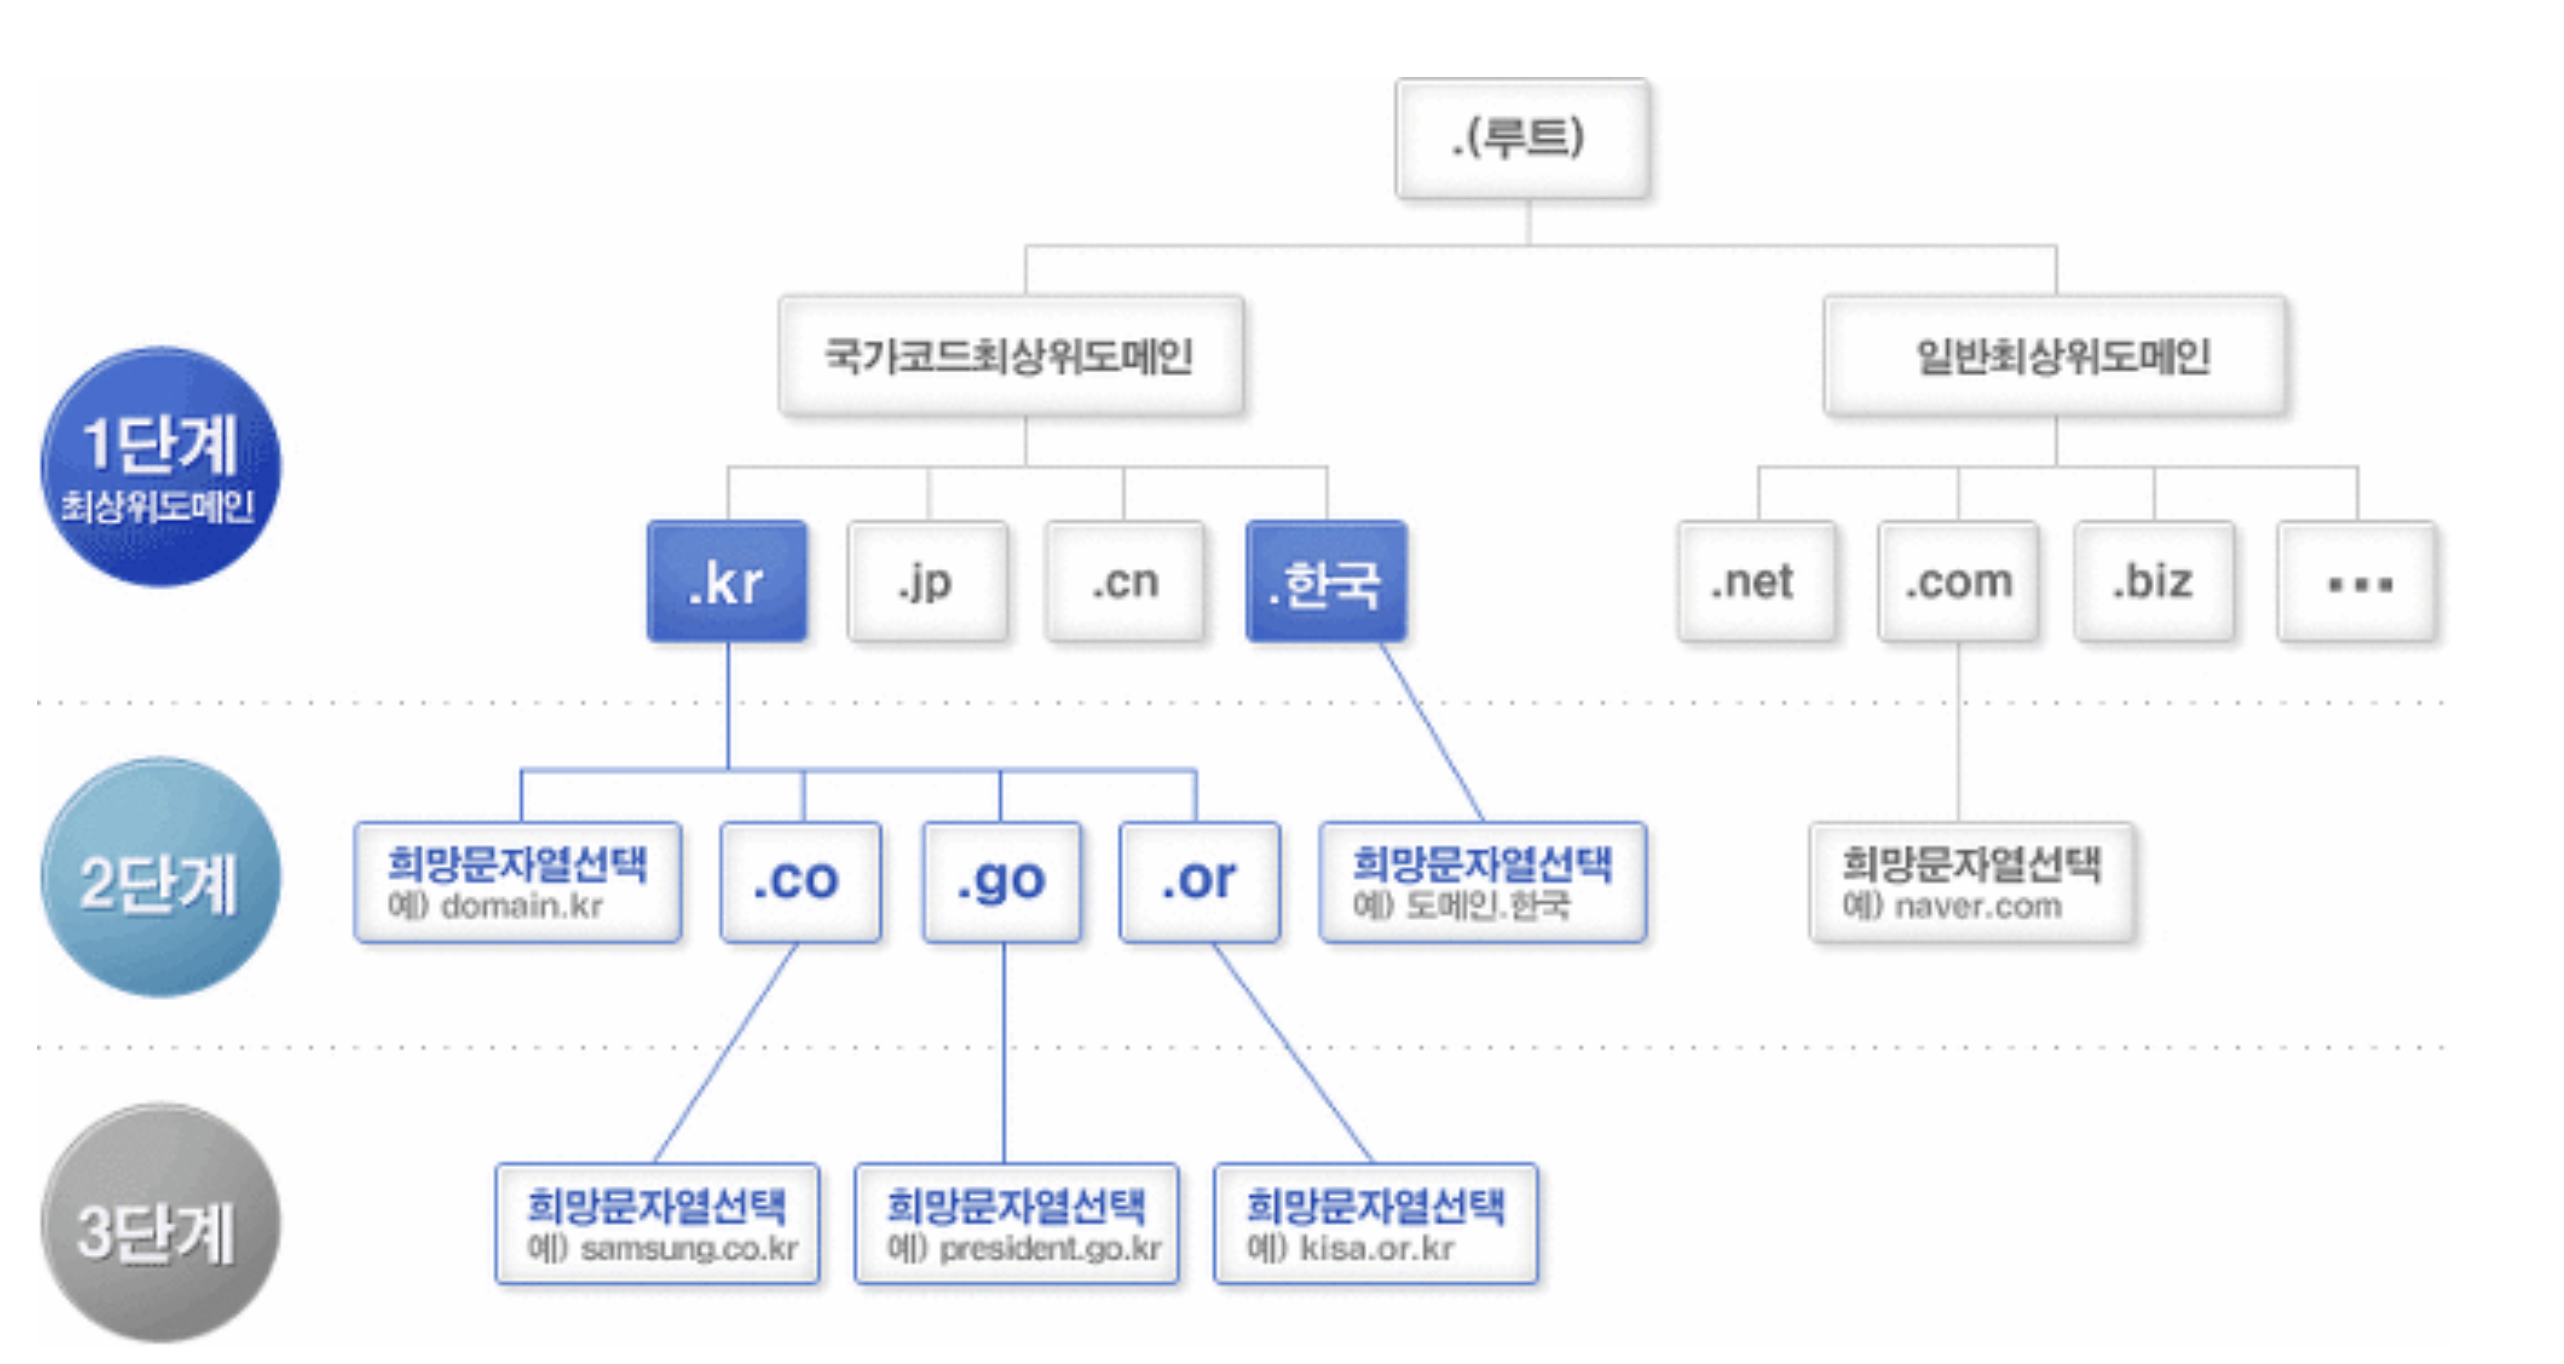 .(루트)
국가코드최상위도메인
일반최상위도메인
1단계
최상위도메인
.kr
.jp
.cn
.한국
.net
.com
.biz
...
2단계
희망문자열선택
예) domain.kr
.co
.go
.or
희망문자열선택
예) 도메인.한국
희망문자열선택
예) naver.com
3단계
희망문자열선택
예) samsung.co.kr
희망문자열선택
예) president.go.kr
희망문자열선택
예) kisa.or.kr